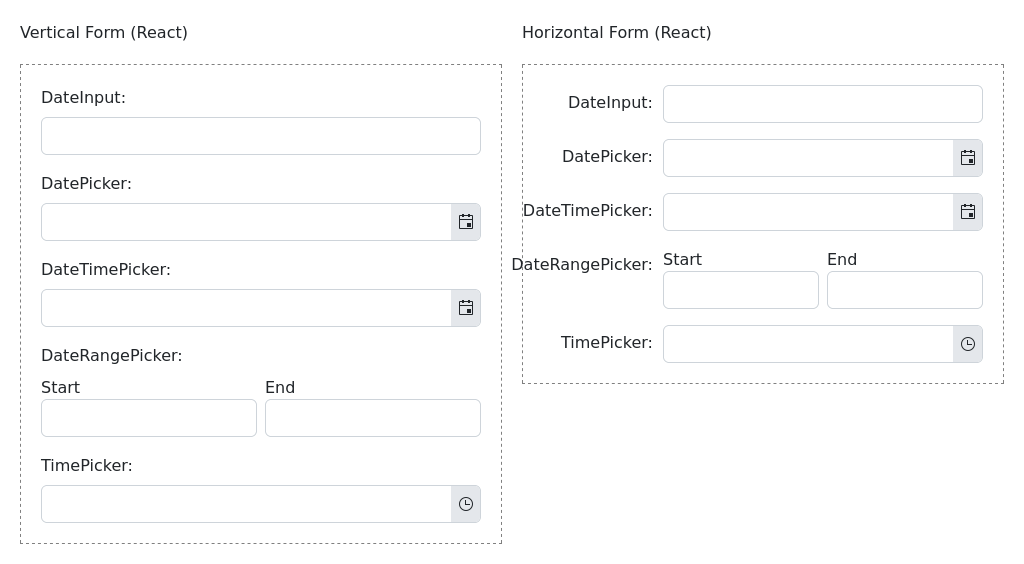 Vertical Form (React)
DateInput:
DatePicker:
DateTimePicker:
DateRangePicker:
Start End
TimePicker:
Horizontal Form (React)
DateInput:
DatePicker:
DateTimePicker:
DateRangePicker: Start End
TimePicker: